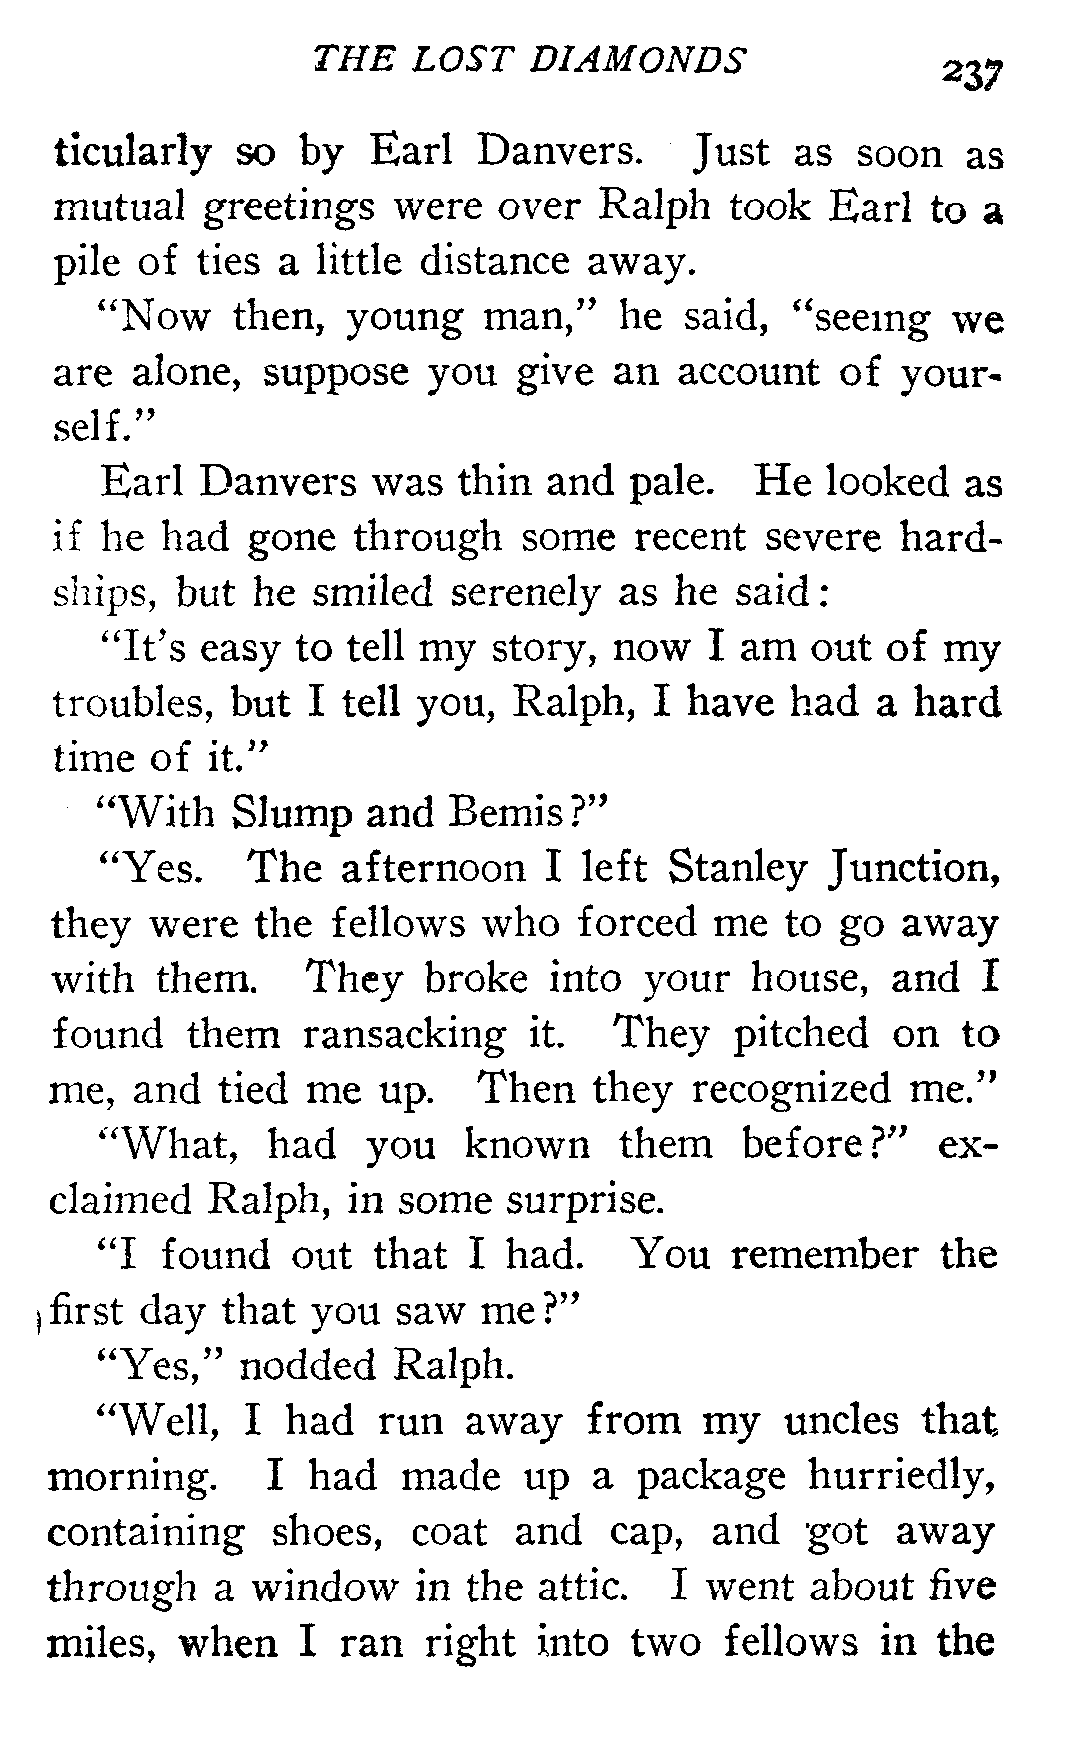 THE LOST DIAMONDS 237
ticularly so by Earl Danvers. Just as soon as
mutual greetings were over Ralph took Earl to a
pile of ties a little distance away.
"Now then, young man," he said, "seeing we
are alone, suppose you give an account of your-
self."
Earl Danvers was thin and pale. He looked as
if he had gone through some recent severe hard-
ships, but he smiled serenely as he said:
"It's easy to tell my story, now I am out of my
troubles, but I tell you, Ralph, I have had a hard
time of it."
"With Slump and Bemis?"
"Yes. The afternoon I left Stanley Junction,
they were the fellows who forced me to go away
with them. They broke into your house, and I
found them ransacking it. They pitched on to
me, and tied me up. Then they recognized me."
"What, had you known them before?" ex-
claimed Ralph, in some surprise.
"I found out that I had. You remember the
first day that you saw me?"
"Yes," nodded Ralph.
"Well, I had run away from my uncles that
morning. I had made up a package hurriedly,
containing shoes, coat and cap, and got away
through a window in the attic. I went about five
miles, when I ran right into two fellows in the